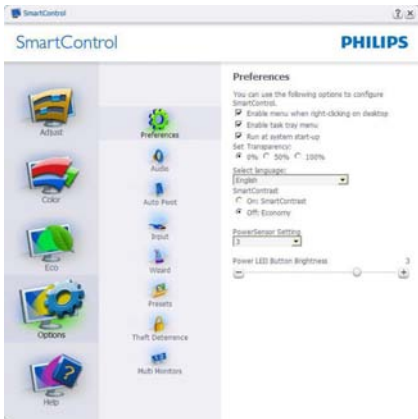 SmartControl
SmartControl
PHILIPS
Adjust
Color
Eco
Options
Help
Preferences
Audio
Auto Pivot
Input
Wizard
Presets
Theft Deterrence
Multi Monitors
Preferences
You can use the following options to configure
SmartControl.
Enable menu when right-clicking on desktop
Enable task tray menu
Run at system start-up
Set Transparency:
0% 50% 100%
Select language:
English
SmartContrast
On: SmartContrast
Off: Economy
PowerSensor Setting
3
Power LED Button Brightness 3